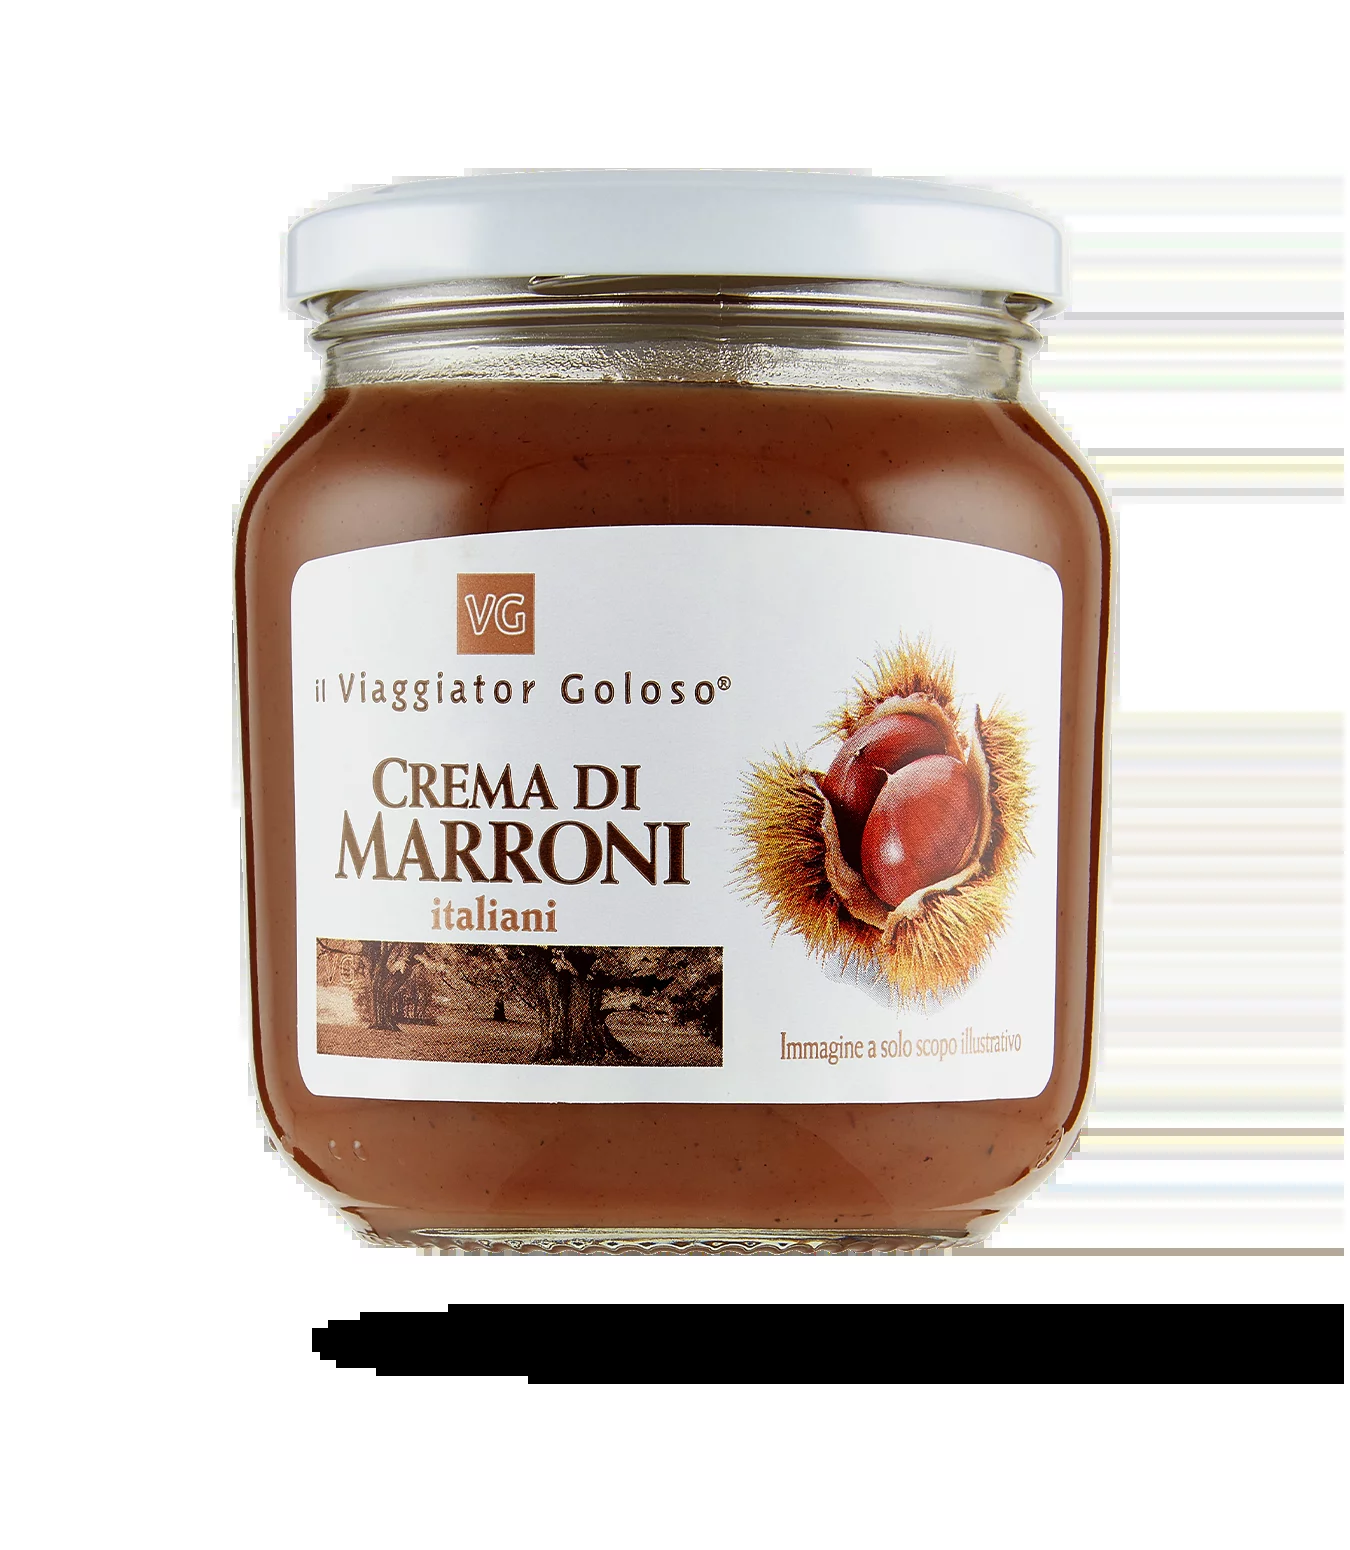 VG
il Viaggiator Goloso®
CREMA DI
MARRONI
italiani
Immagine a solo scopo illustrativo